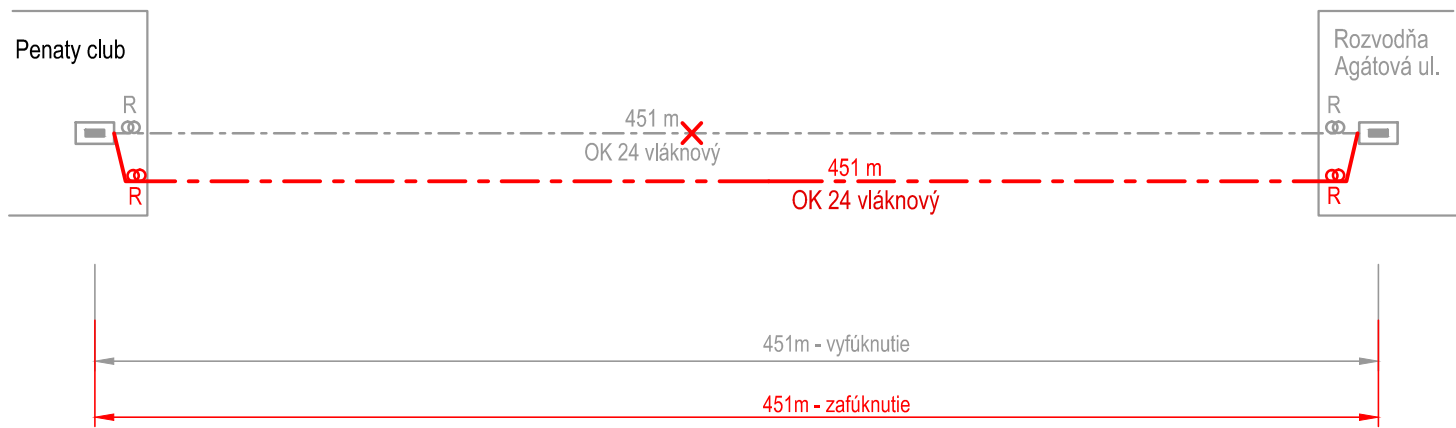 Penaty club
Rozvodňa
Agátová ul.
R
R
451 m
OK 24 vláknový
451 m
OK 24 vláknový
R
R
451m - vyfúknutie
451m - zafúknutie